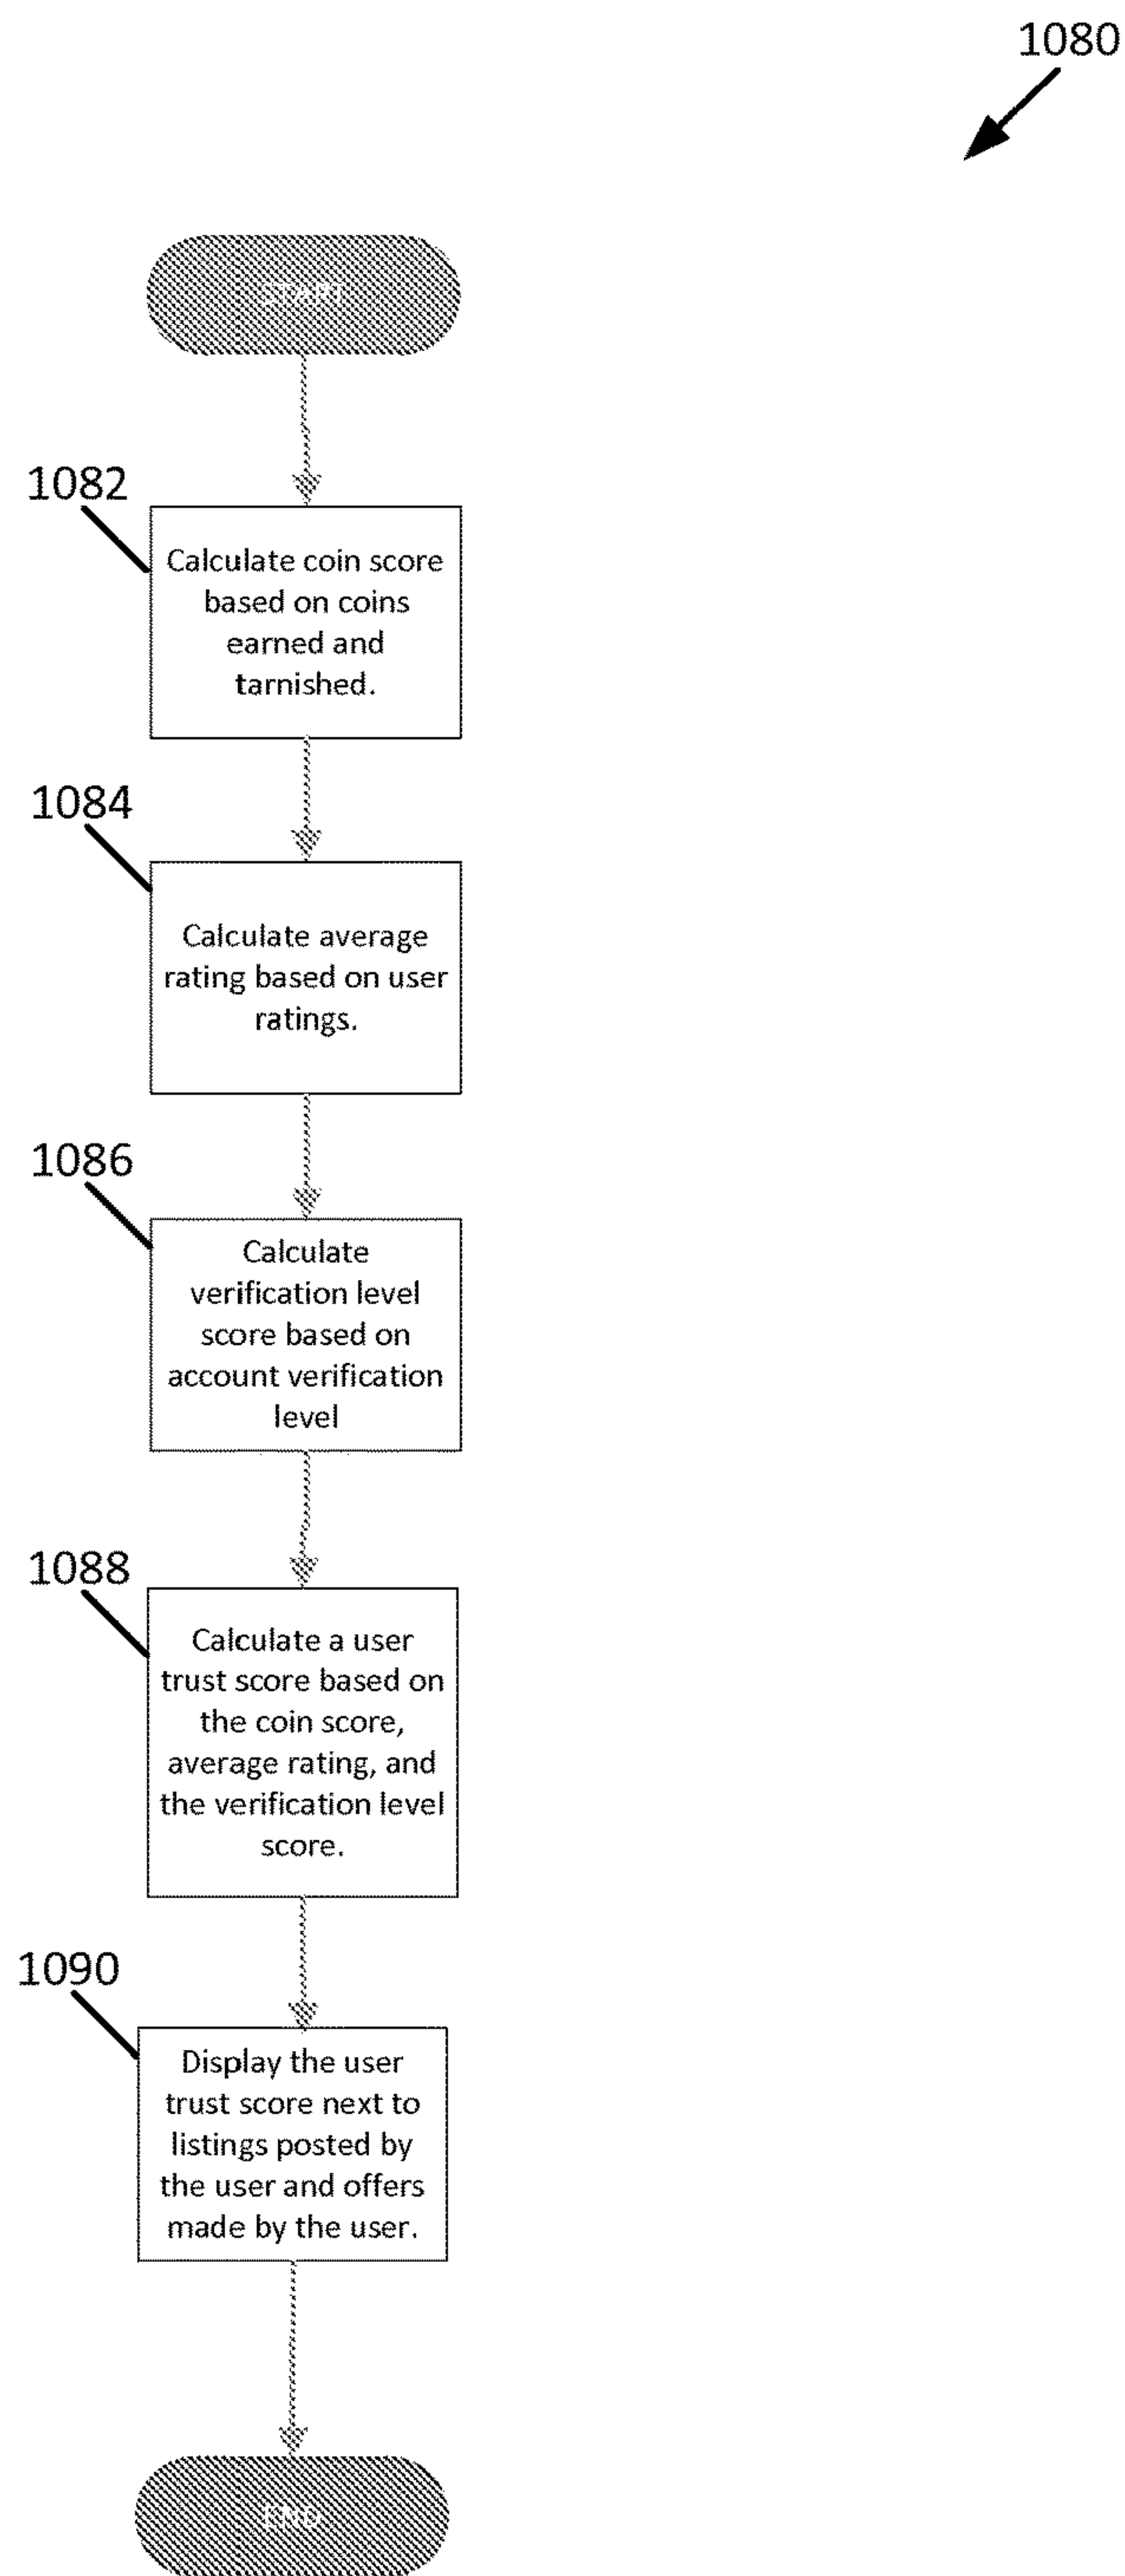 1080
START
1082
Calculate coin score
based on coins
earned and
tarnished.
1084
Calculate average
rating based on user
ratings.
1086
Calculate
verification level
score based on
account verification
level
1088
Calculate a user
trust score based on
the coin score,
average rating, and
the verification level
score.
1090
Display the user
trust score next to
listings posted by
the user and offers
made by the user.
END